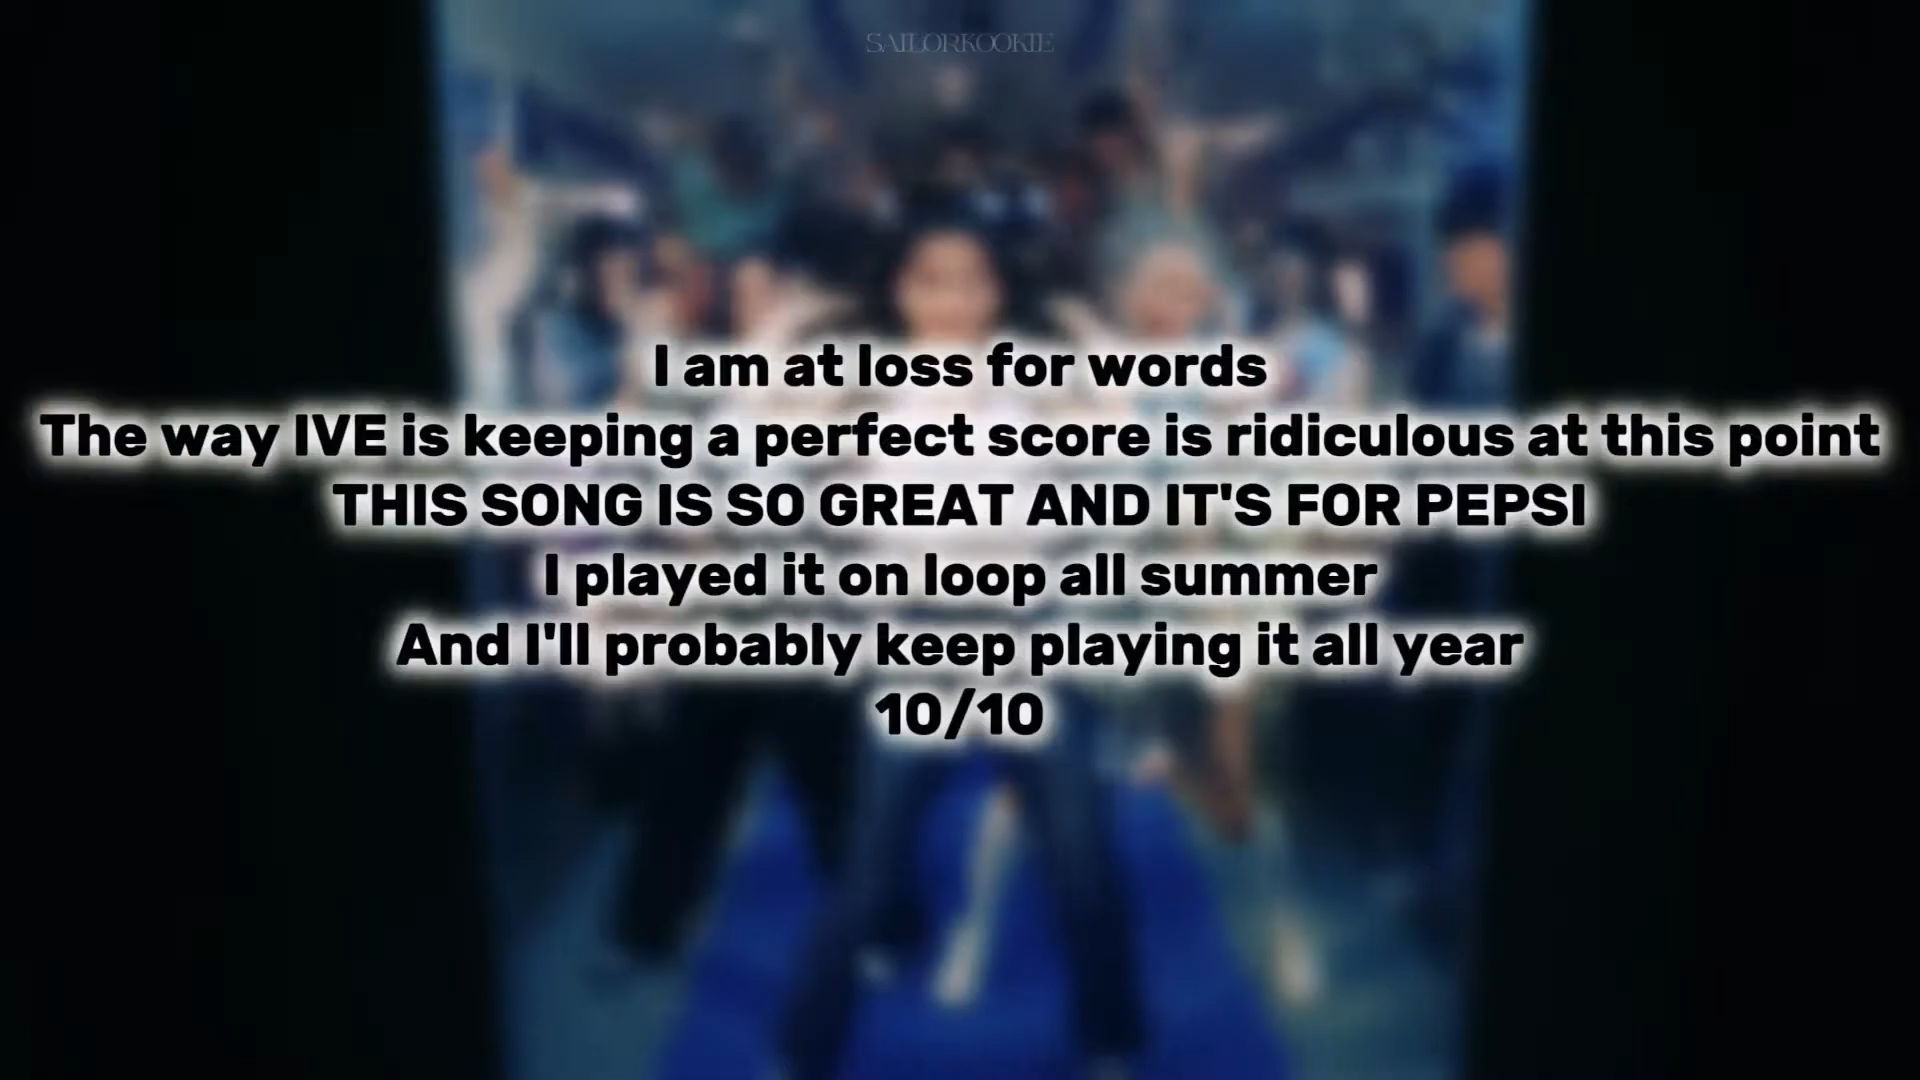 SAILORKOOKIE
I am at loss for words
The way IVE is keeping a perfect score is ridiculous at this point
THIS SONG IS SO GREAT AND IT'S FOR PEPSI
I played it on loop all summer
And I'll probably keep playing it all year
10/10